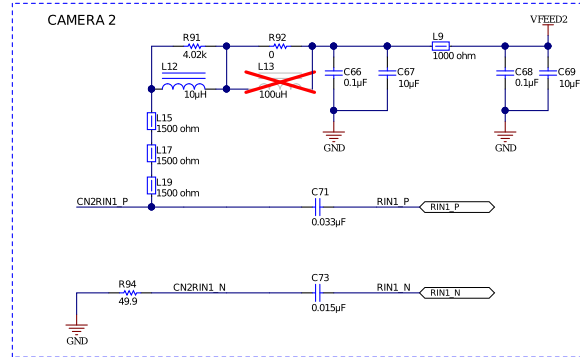 CAMERA 2
VFEED2
R91
4.02k
R92
0
L9
1000 ohm
L12
10µH
L13
100uH
C66
0.1µF
C67
10µF
C68
0.1µF
C69
10µF
GND
GND
L15
1500 ohm
L17
1500 ohm
L19
1500 ohm
CN2RIN1_P
C71
0.033µF
RIN1_P
RIN1_P
R94
49.9
CN2RIN1_N
C73
0.015µF
RIN1_N
RIN1_N
GND